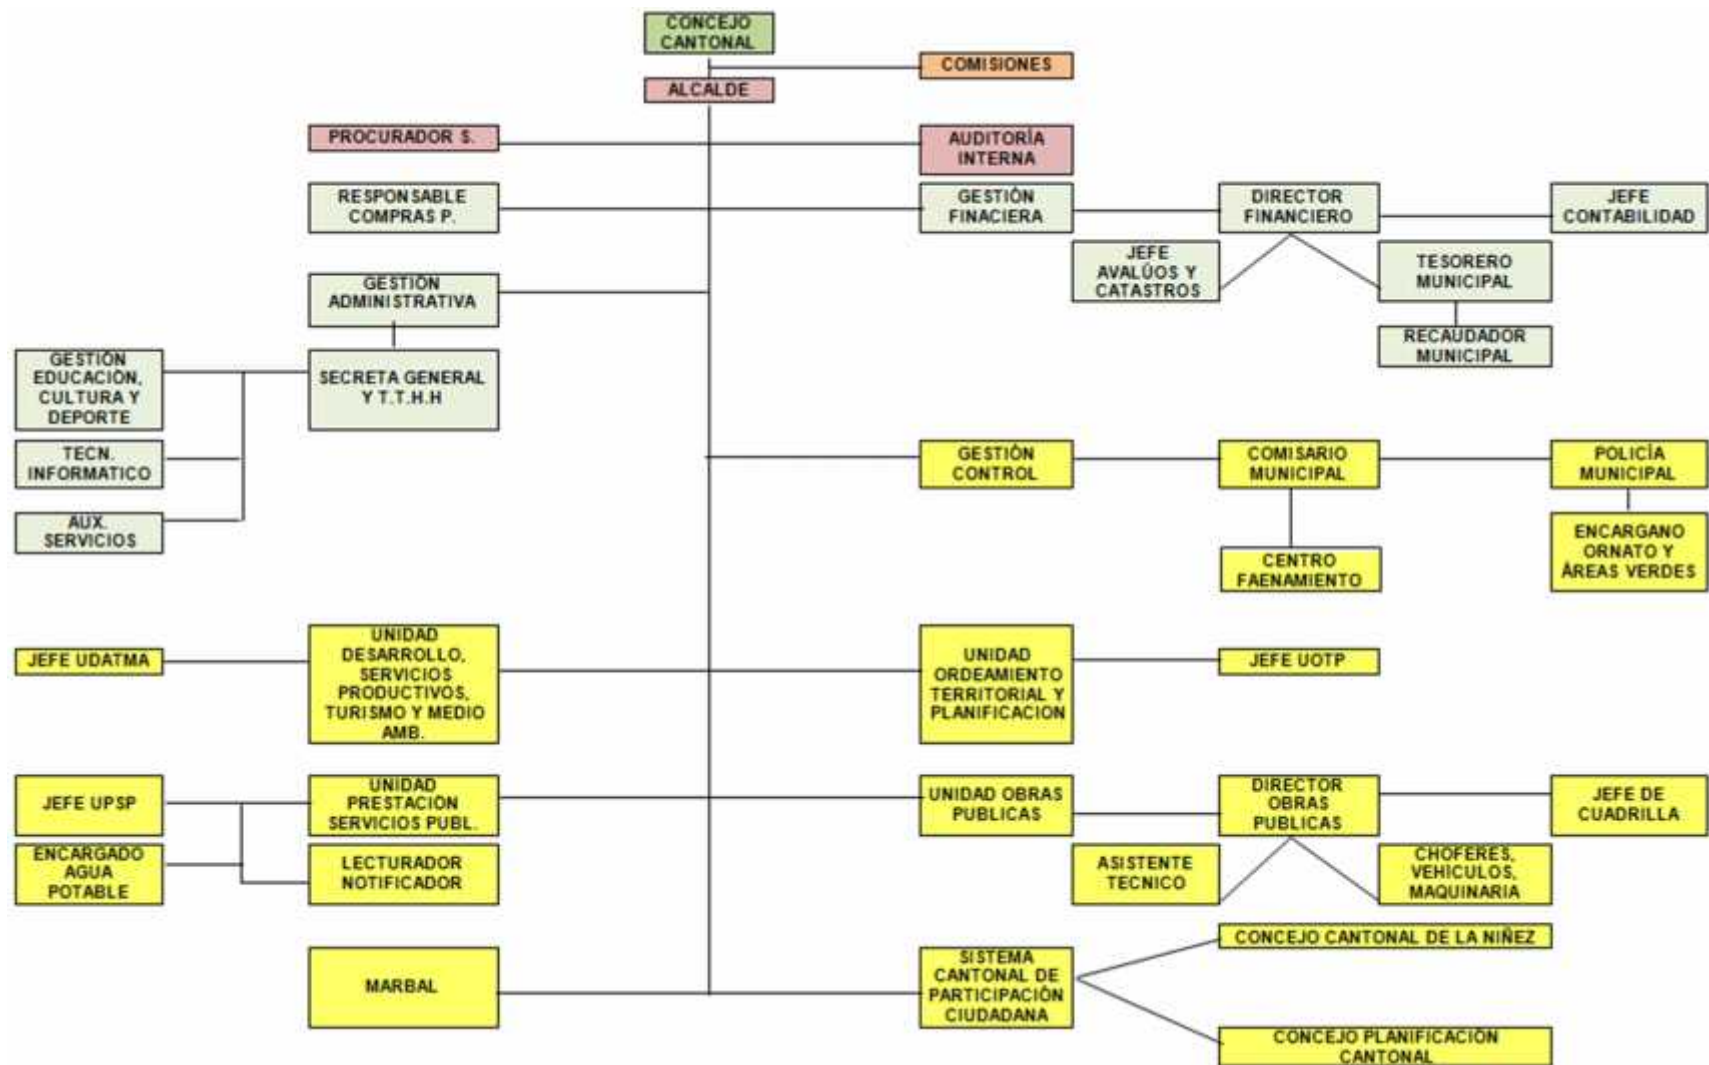 CONCEJO
CANTONAL
COMISIONES
ALCALDE
PROCURADOR S.
AUDITORÍA
INTERNA
RESPONSABLE
COMPRAS P.
GESTIÓN
FINACIERA
DIRECTOR
FINANCIERO
JEFE
CONTABILIDAD
JEFE
AVALÚOS Y
CATASTROS
TESORERO
MUNICIPAL
RECAUDADOR
MUNICIPAL
GESTIÓN
ADMINISTRATIVA
SECRETA GENERAL
Y T.T.H.H
GESTIÓN
EDUCACIÓN,
CULTURA Y
DEPORTE
TECN.
INFORMATICO
AUX.
SERVICIOS
GESTIÓN
CONTROL
COMISARIO
MUNICIPAL
POLICÍA
MUNICIPAL
CENTRO
FAENAMIENTO
ENCARGANO
ORNATO Y
ÁREAS VERDES
JEFE UDATMA
UNIDAD
DESARROLLO,
SERVICIOS
PRODUCTIVOS,
TURISMO Y MEDIO
AMB.
UNIDAD
ORDEAMIENTO
TERRITORIAL Y
PLANIFICACION
JEFE UOTP
JEFE UPSP
UNIDAD
PRESTACIÓN
SERVICIOS PUBL.
UNIDAD OBRAS
PUBLICAS
DIRECTOR
OBRAS
PUBLICAS
JEFE DE
CUADRILLA
ENCARGADO
AGUA
POTABLE
LECTURADOR
NOTIFICADOR
ASISTENTE
TECNICO
CHOFERES,
VEHICULOS,
MAQUINARIA
MARBAL
SISTEMA
CANTONAL DE
PARTICIPACIÓN
CIUDADANA
CONCEJO CANTONAL DE LA NIÑEZ
CONCEJO PLANIFICACIÓN
CANTONAL